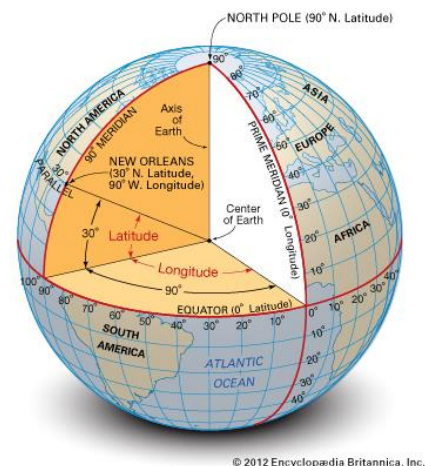 NORTH POLE (90° N. Latitude)
90°
80°
70°
60°
50°
40°
30°
20°
10°
ASIA
EUROPE
AFRICA
NORTH AMERICA
90° MERIDIAN
Axis
of
Earth
PRIME MERIDIAN (0° Longitude)
30°
PARALLEL
NEW ORLEANS
(30° N. Latitude,
90° W. Longitude)
Center
of Earth
30°
Latitude
Longitude
90°
EQUATOR (0° Latitude)
100°
90°
80°
70°
60°
50°
40°
30°
20°
10°
0°
10°
20°
30°
40°
10°
20°
30°
40°
SOUTH
AMERICA
ATLANTIC
OCEAN
© 2012 Encyclopædia Britannica, Inc.